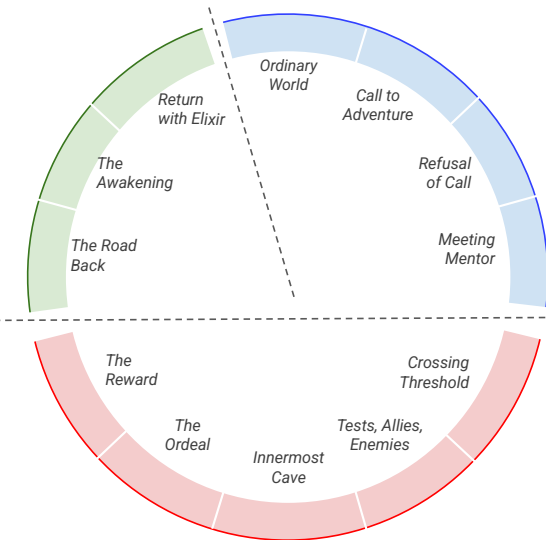 Ordinary
World
Call to
Adventure
Refusal
of Call
Meeting
Mentor
Crossing
Threshold
Tests, Allies,
Enemies
Innermost
Cave
The
Ordeal
The
Reward
The Road
Back
The
Awakening
Return
with Elixir